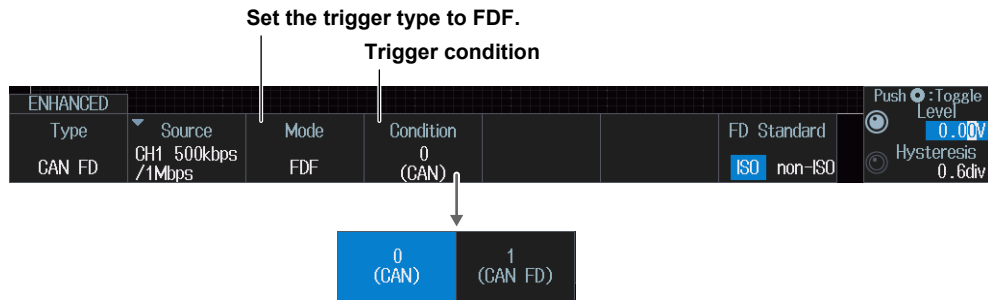 Set the trigger type to FDF.
Trigger condition
ENHANCED
Type
CAN FD
Source
CH1 500kbps
/1Mbps
Mode
FDF
Condition
0
(CAN)
FD Standard
ISO non-ISO
Push :Toggle
Level
0.00V
Hysteresis
0.6div
0
(CAN)
1
(CAN FD)